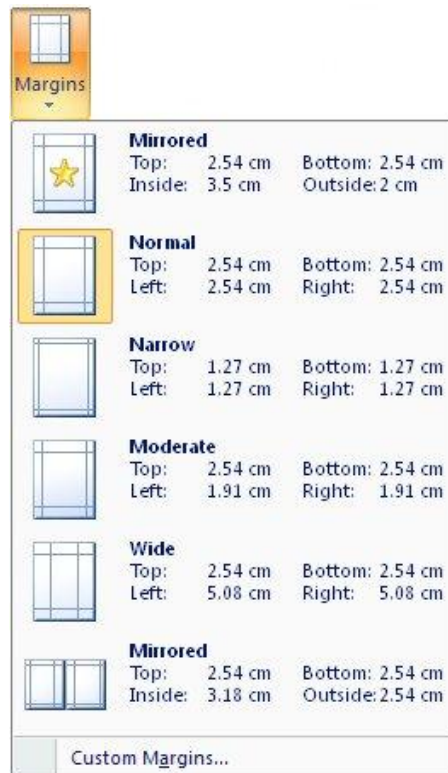 Margins
Mirrored
Top: 2.54 cm Bottom: 2.54 cm
Inside: 3.5 cm Outside: 2 cm
Normal
Top: 2.54 cm Bottom: 2.54 cm
Left: 2.54 cm Right: 2.54 cm
Narrow
Top: 1.27 cm Bottom: 1.27 cm
Left: 1.27 cm Right: 1.27 cm
Moderate
Top: 2.54 cm Bottom: 2.54 cm
Left: 1.91 cm Right: 1.91 cm
Wide
Top: 2.54 cm Bottom: 2.54 cm
Left: 5.08 cm Right: 5.08 cm
Mirrored
Top: 2.54 cm Bottom: 2.54 cm
Inside: 3.18 cm Outside: 2.54 cm
Custom Margins...